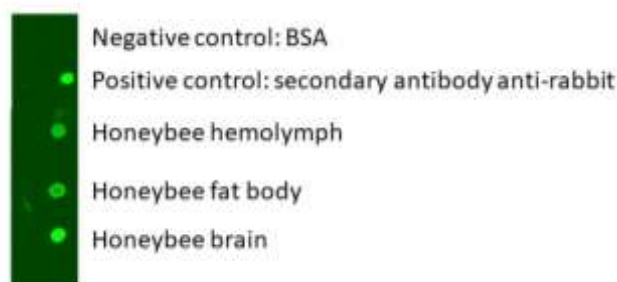 Negative control: BSA
Positive control: secondary antibody anti-rabbit
Honeybee hemolymph
Honeybee fat body
Honeybee brain